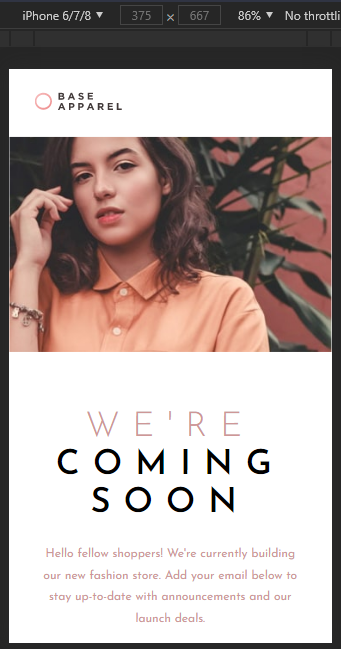 iPhone 6/7/8 ▼ 375 × 667 86% ▼ No throttli
BASE
APPAREL
WE'RE
COMING
SOON
Hello fellow shoppers! We're currently building
our new fashion store. Add your email below to
stay up-to-date with announcements and our
launch deals.